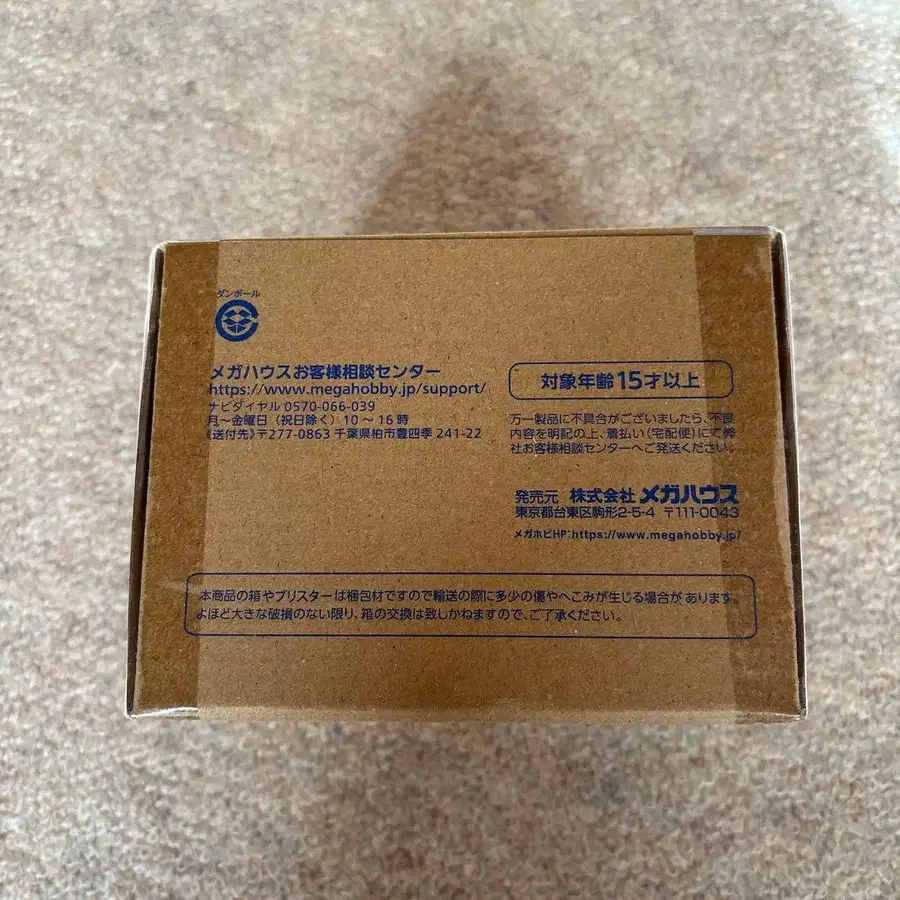 ダンボール
メガハウスお客様相談センター
https://www.megahobby.jp/support/
ナビダイヤル 0570-066-039
月～金曜日（祝日除く）10～16時
（送付先）〒277-0863 千葉県柏市豊四季 241-22
対象年齢15才以上
万一製品に不具合がございましたら、不良
内容を明記の上、着払い（宅配便）にて弊
社お客様相談センターへご発送ください。
発売元 株式会社 メガハウス
東京都台東区駒形2-5-4 〒111-0043
メガホビHP:https://www.megahobby.jp/
本商品の箱やブリスターは梱包材ですので輸送の際に多少の傷やへこみが生じる場合が あります。
よほど大きな破損のない限り、箱の交換は致しかねますので、ご了承ください。